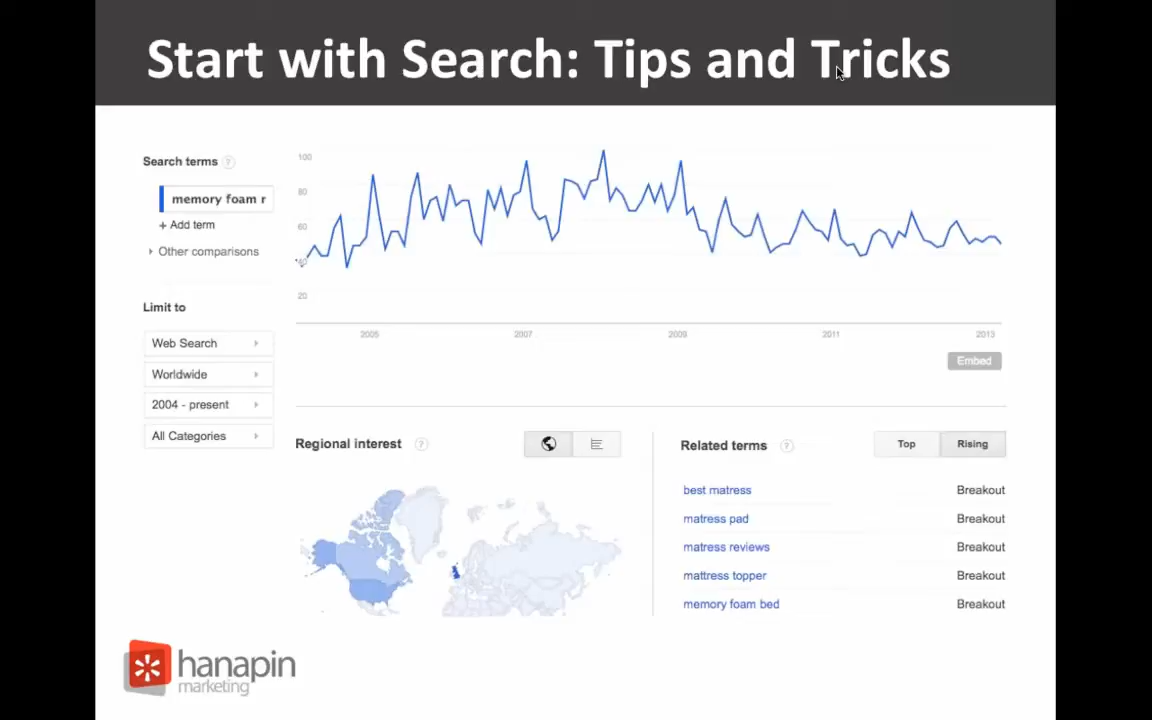 Start with Search: Tips and Tricks
Search terms ?
memory foam r
+ Add term
Other comparisons
Limit to
Web Search
Worldwide
2004 - present
All Categories
100
80
60
40
20
2005 2007 2009 2011 2013
Embed
Regional interest ?
Related terms ?
Top Rising
best matress Breakout
matress pad Breakout
matress reviews Breakout
mattress topper Breakout
memory foam bed Breakout
hanapin
marketing